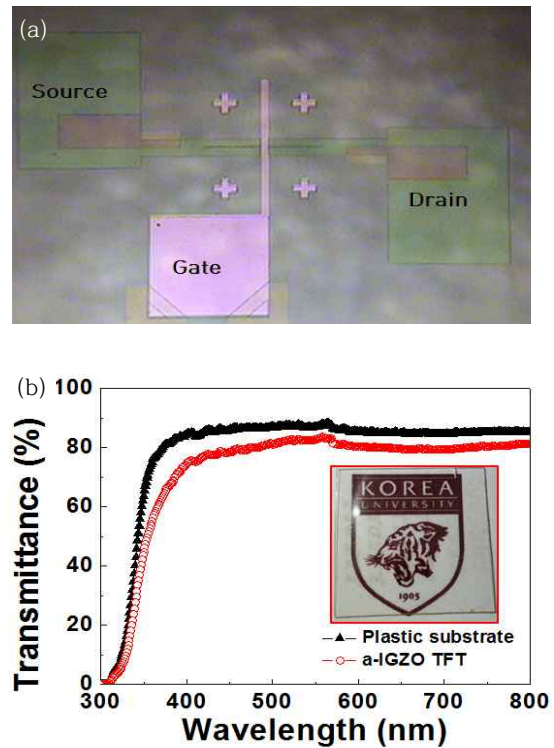 (a)
Source
Drain
Gate
(b)
100
80
60
40
20
0
Transmittance (%)
KOREA
UNIVERSITY
1905
Plastic substrate
a-IGZO TFT
300 400 500 600 700 800
Wavelength (nm)